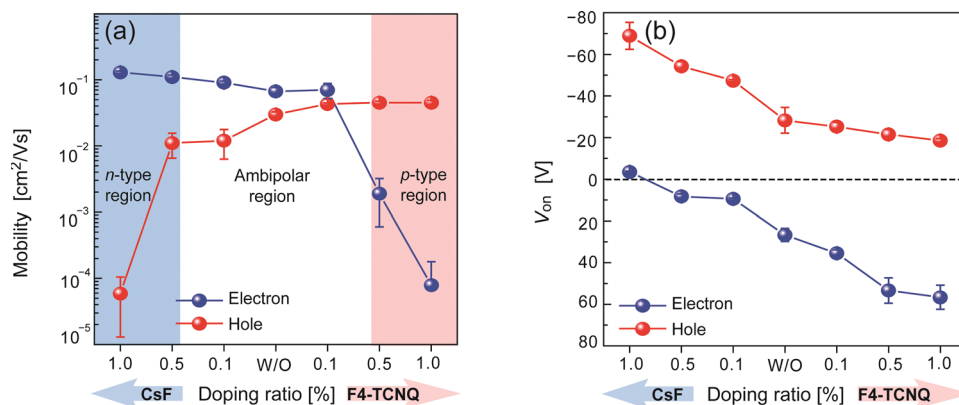 (a)
Mobility [cm²/Vs]
10⁻¹
10⁻²
10⁻³
10⁻⁴
10⁻⁵
n-type
region
Ambipolar
region
p-type
region
Electron
Hole
1.0 0.5 0.1 W/O 0.1 0.5 1.0
CsF Doping ratio [%] F4-TCNQ
(b)
Von [V]
−80
−60
−40
−20
0
20
40
60
80
Electron
Hole
1.0 0.5 0.1 W/O 0.1 0.5 1.0
CsF Doping ratio [%] F4-TCNQ